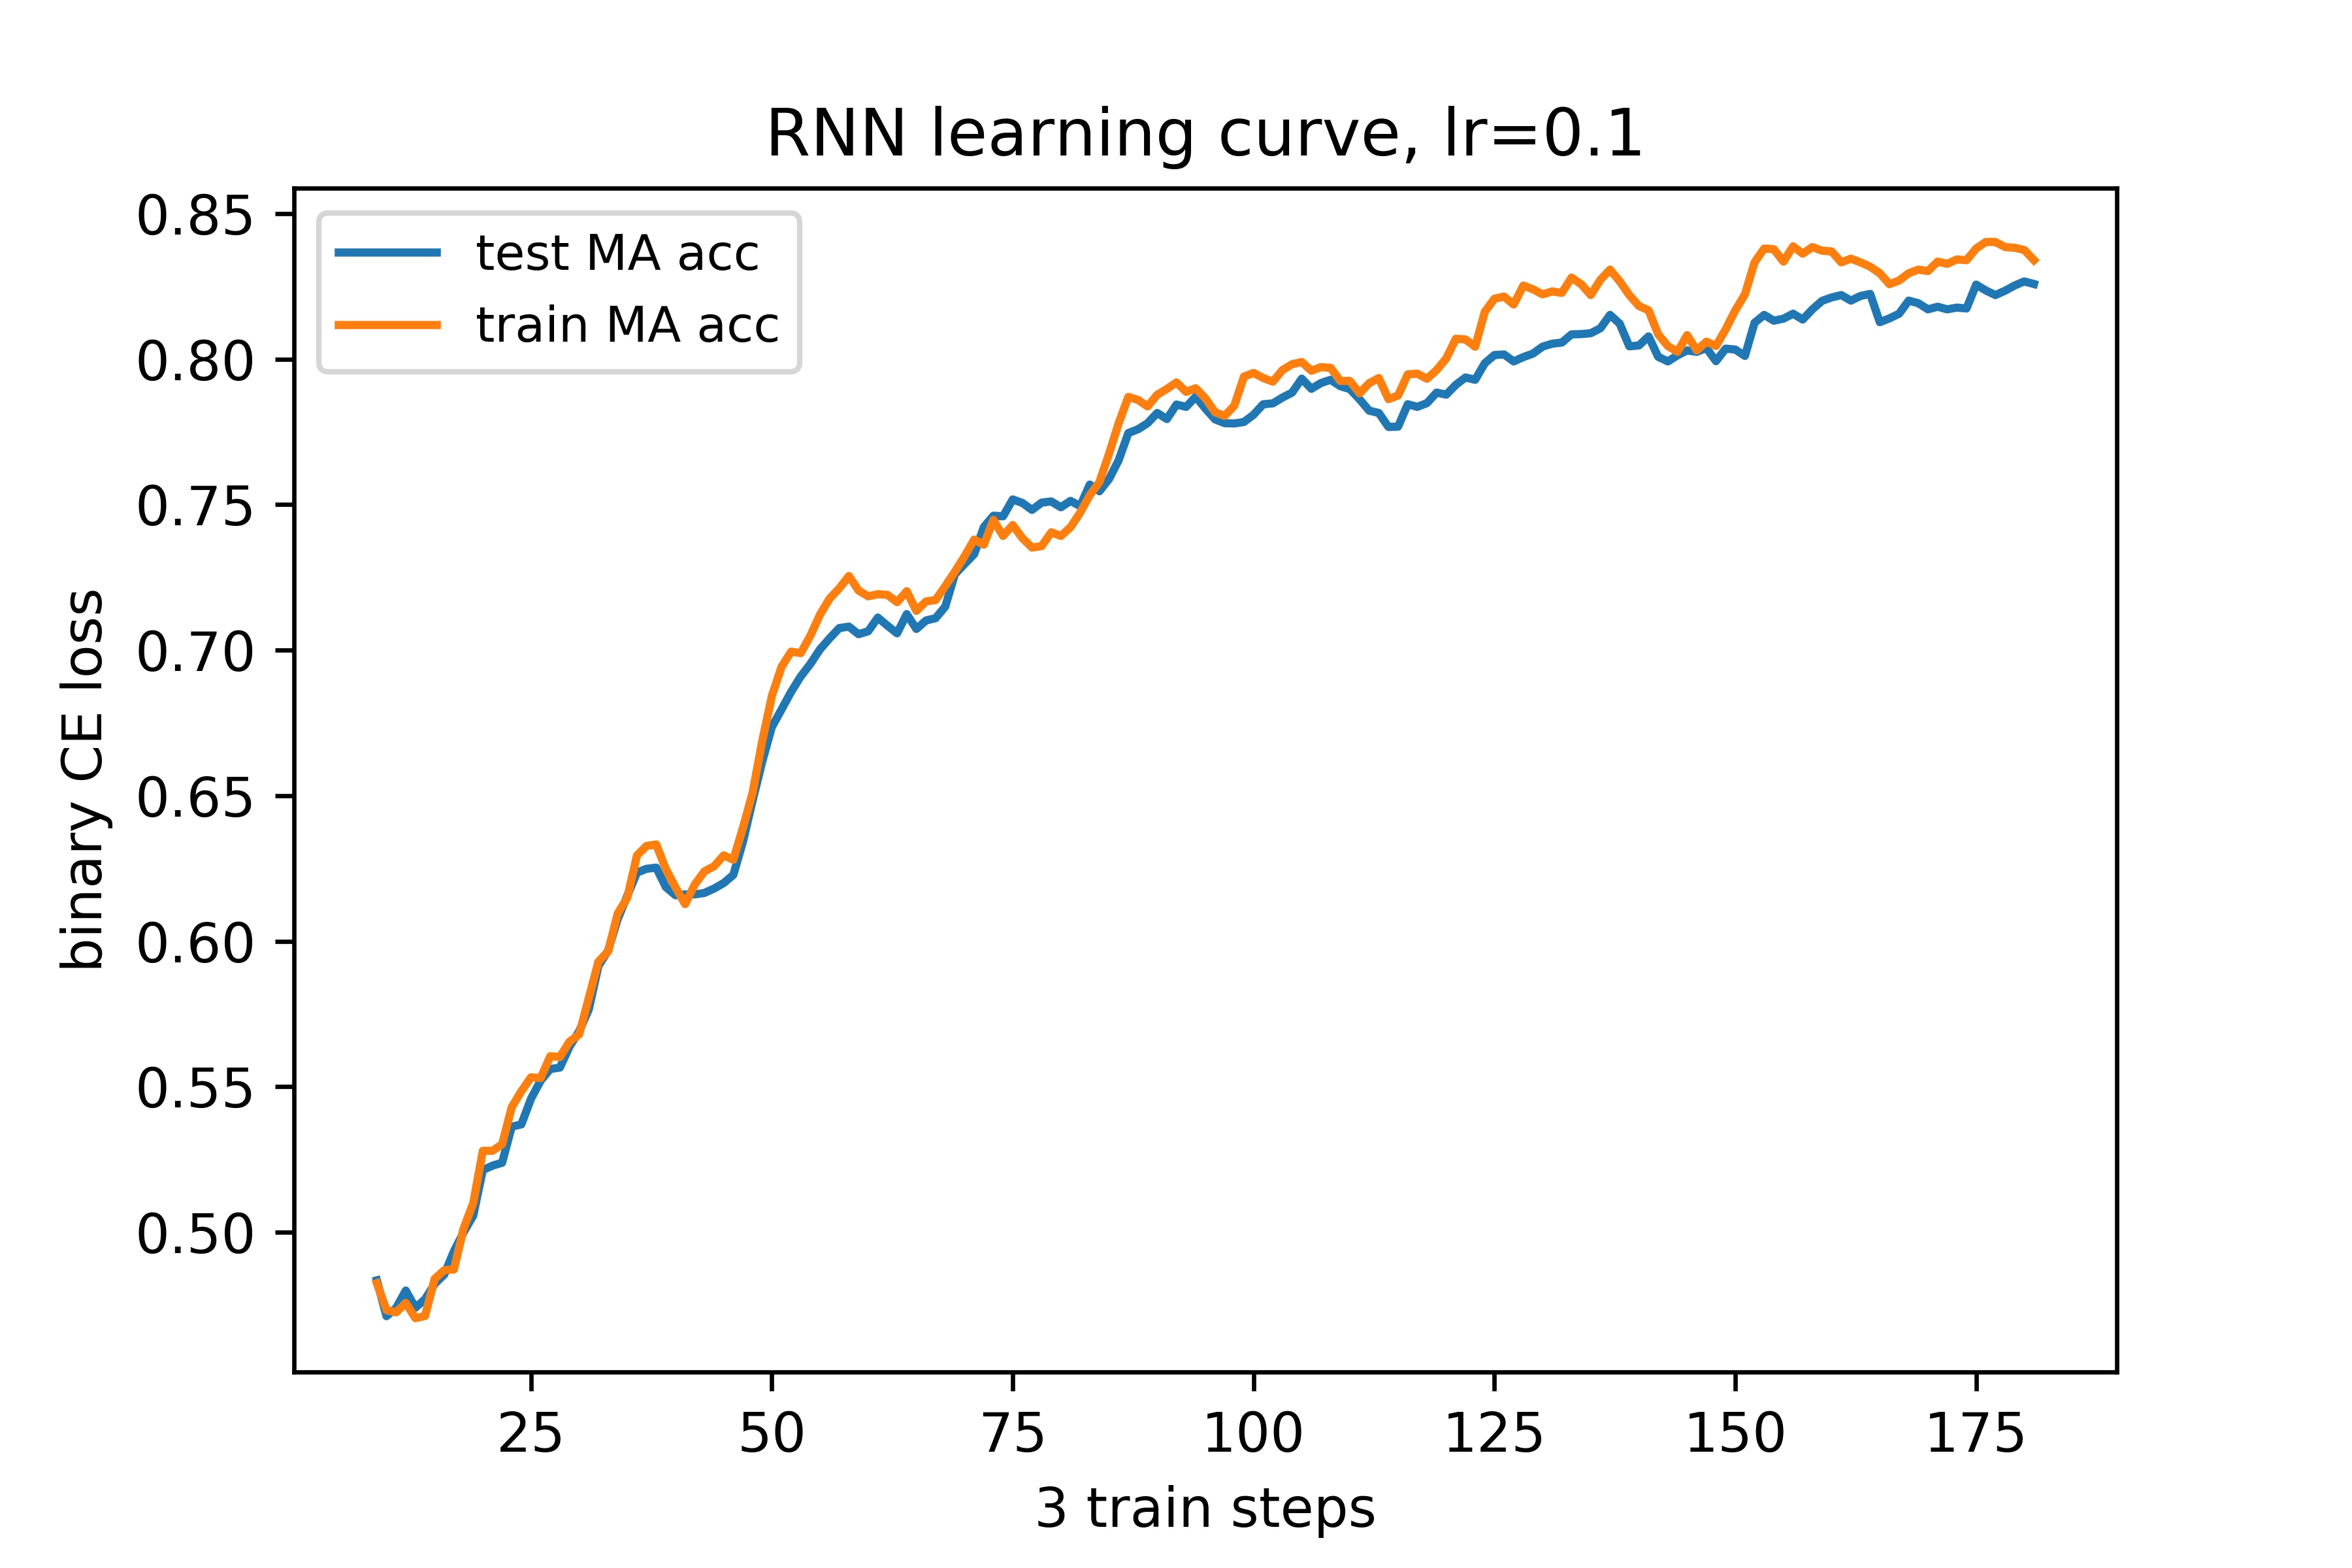 RNN learning curve, lr=0.1
0.85
0.80
0.75
0.70
0.65
0.60
0.55
0.50
test MA acc
train MA acc
binary CE loss
25 50 75 100 125 150 175
3 train steps